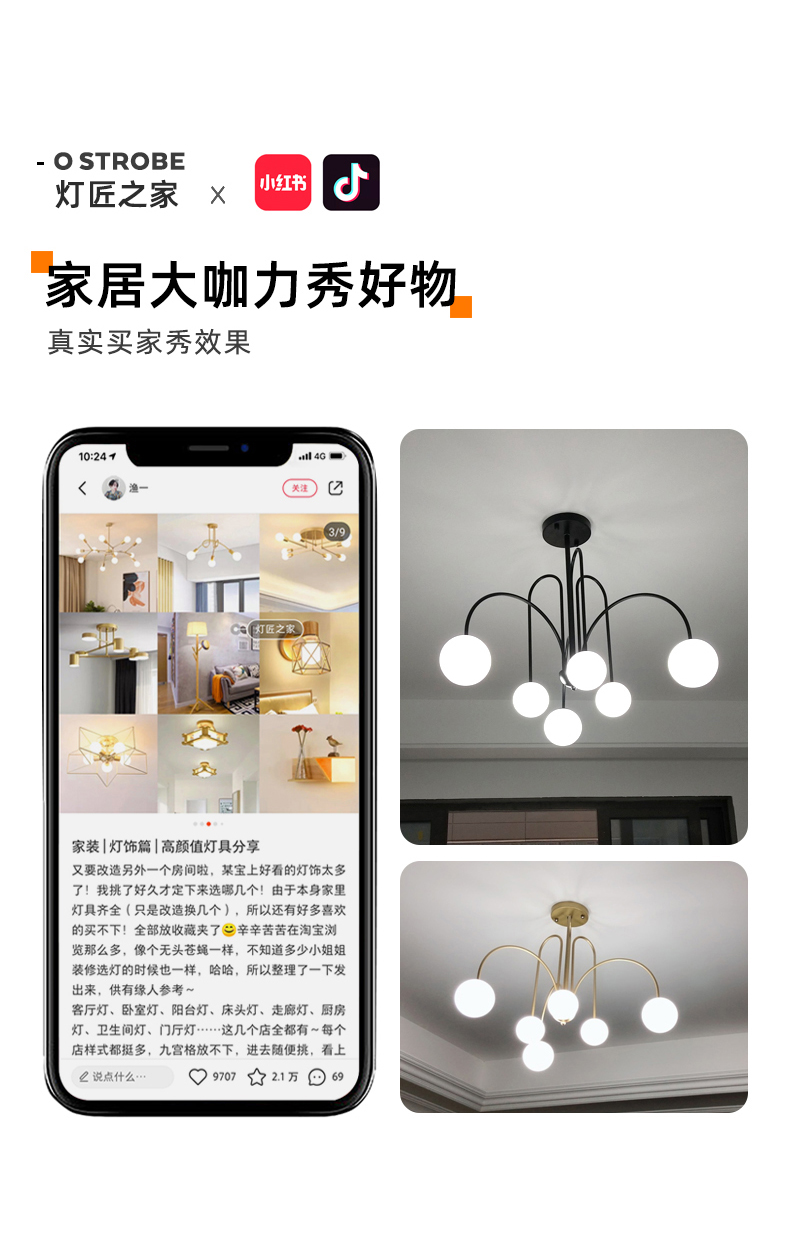 - O STROBE
灯匠之家 X 小红书
家居大咖力秀好物
真实买家秀效果
10:24 4G
渔一 关注
3/9
灯匠之家
家装|灯饰篇|高颜值灯具分享
又要改造另外一个房间啦，某宝上好看的灯饰太多
了！我挑了好久才定下来选哪几个！由于本身家里
灯具齐全（只是改造换几个），所以还有好多喜欢
的买不下！全部放收藏夹了😊辛辛苦苦在淘宝浏
览那么多，像个无头苍蝇一样，不知道多少小姐姐
装修选灯的时候也一样，哈哈，所以整理了一下发
出来，供有缘人参考~
客厅灯、卧室灯、阳台灯、床头灯、走廊灯、厨房
灯、卫生间灯、门厅灯……这几个店全都有~每个
店样式都挺多，九宫格放不下，进去随便挑，看上
说点什么… 9707 2.1万 69